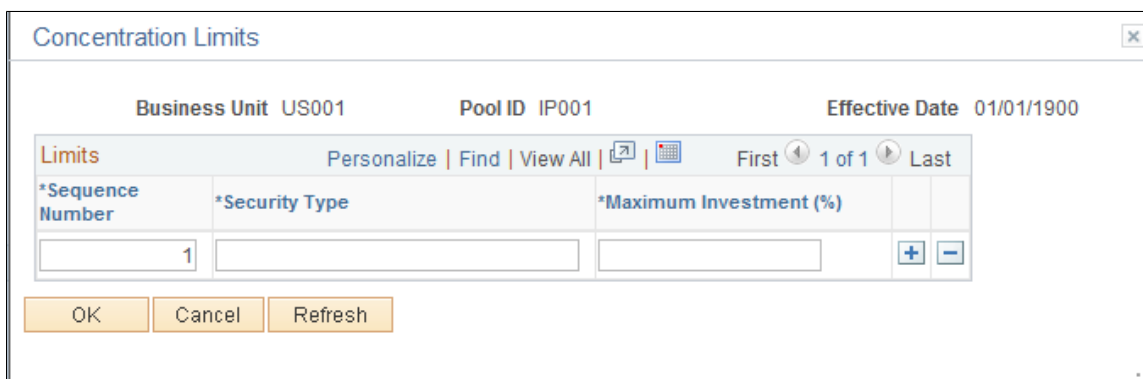 Concentration Limits
Business Unit US001 Pool ID IP001 Effective Date 01/01/1900
Limits Personalize | Find | View All | | First 1 of 1 Last
*Sequence Number *Security Type *Maximum Investment (%)
1
OK Cancel Refresh